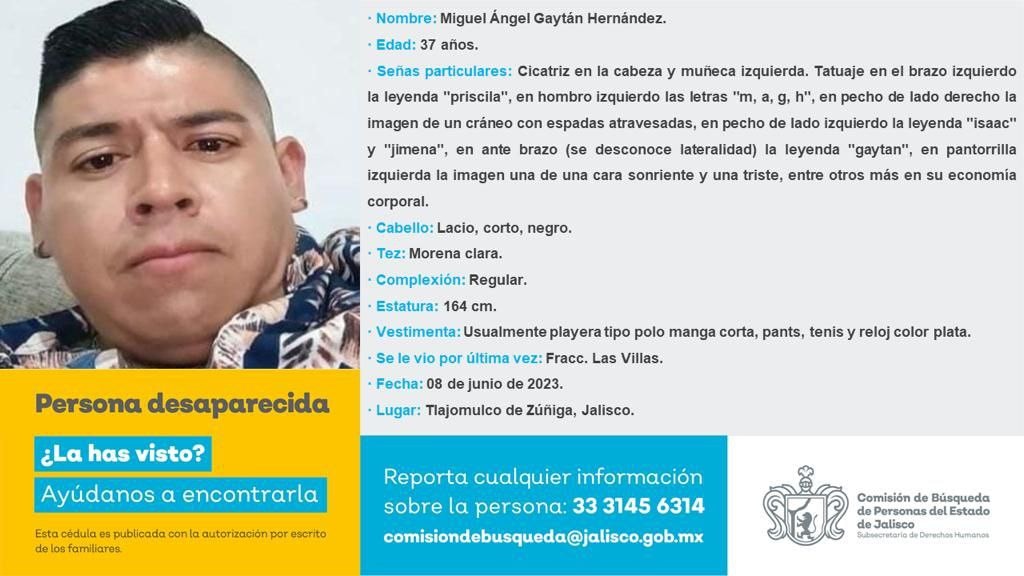 · Nombre: Miguel Ángel Gaytán Hernández.
· Edad: 37 años.
· Señas particulares: Cicatriz en la cabeza y muñeca izquierda. Tatuaje en el brazo izquierdo
la leyenda "priscila", en hombro izquierdo las letras "m, a, g, h", en pecho de lado derecho la
imagen de un cráneo con espadas atravesadas, en pecho de lado izquierdo la leyenda "isaac"
y "jimena", en ante brazo (se desconoce lateralidad) la leyenda "gaytan", en pantorrilla
izquierda la imagen una de una cara sonriente y una triste, entre otros más en su economía
corporal.
· Cabello: Lacio, corto, negro.
· Tez: Morena clara.
· Complexión: Regular.
· Estatura: 164 cm.
· Vestimenta: Usualmente playera tipo polo manga corta, pants, tenis y reloj color plata.
· Se le vio por última vez: Fracc. Las Villas.
· Fecha: 08 de junio de 2023.
· Lugar: Tlajomulco de Zúñiga, Jalisco.
Persona desaparecida
¿La has visto?
Ayúdanos a encontrarla
Esta cédula es publicada con la autorización por escrito
de los familiares.
Reporta cualquier información
sobre la persona: 33 3145 6314
comisiondebusqueda@jalisco.gob.mx
Comisión de Búsqueda
de Personas del Estado
de Jalisco
Subsecretaría de Derechos Humanos